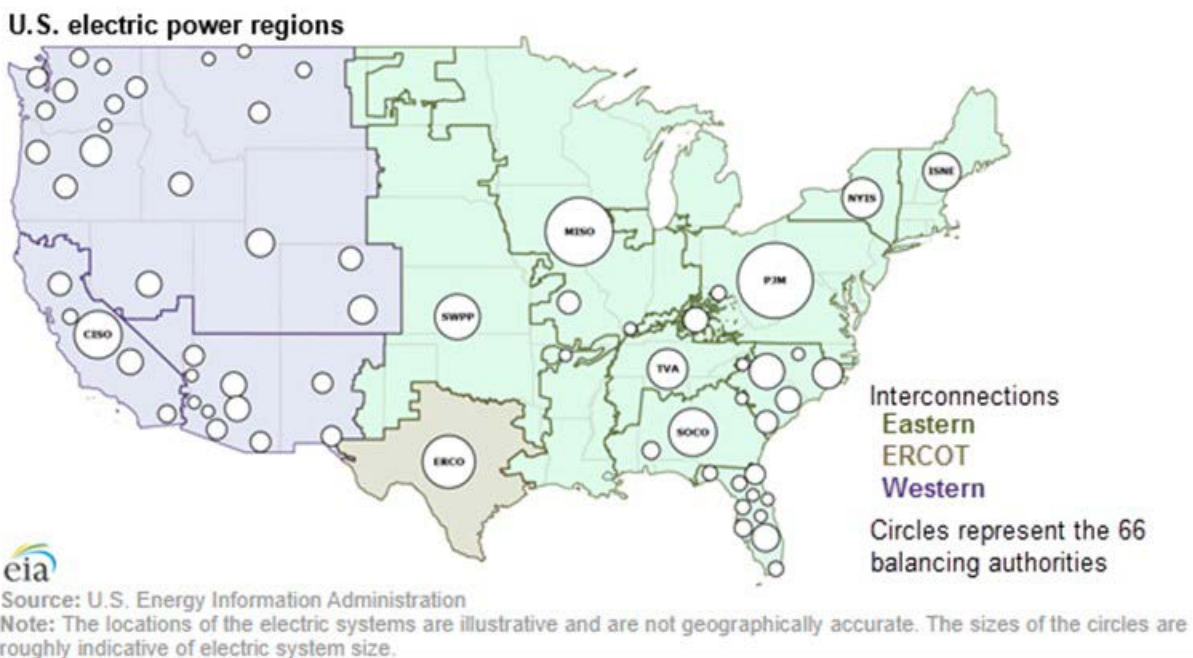 U.S. electric power regions
ISNE
NYIS
MISO
PJM
SWPP
CISO
TVA
Interconnections
Eastern
SOCO
ERCOT
ERCO
Western
Circles represent the 66
balancing authorities
eia
Source: U.S. Energy Information Administration
Note: The locations of the electric systems are illustrative and are not geographically accurate. The sizes of the circles are
roughly indicative of electric system size.